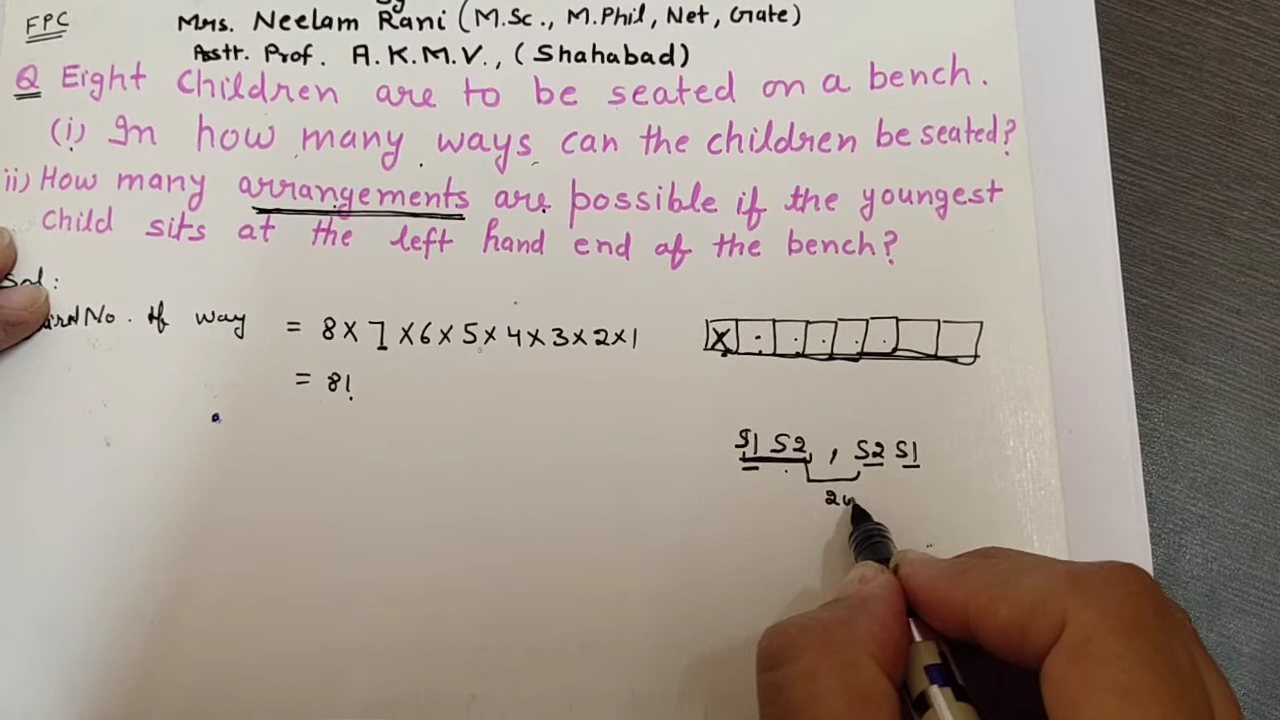 By
FPC
Mrs. Neelam Rani (M.Sc., M.Phil, Net, Gate)
Asstt. Prof. A.K.M.V., (Shahabad)
Q Eight Children are to be seated on a bench.
(i) In how many ways can the children be seated?
ii) How many arrangements are possible if the youngest
child sits at the left hand end of the bench?
Sol:
No. of way = 8 × 7 × 6 × 5 × 4 × 3 × 2 × 1
= 8!
X
S1 S2, S2 S1
2